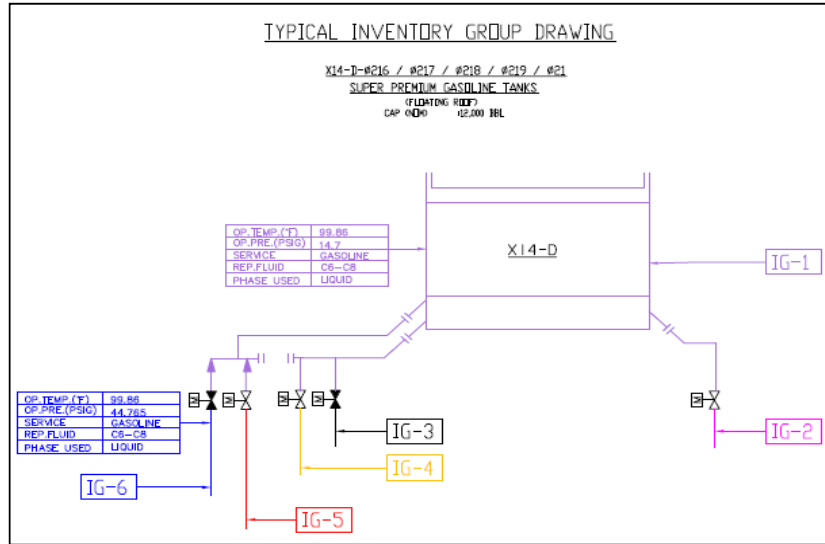 TYPICAL INVENTORY GROUP DRAWING
X14-D-Ø216 / Ø217 / Ø218 / Ø219 / Ø21
SUPER PREMIUM GASOLINE TANKS
(FLOATING ROOF)
CAP (NOM) :12,000 BBL
OP.TEMP.(°F) 99.86
OP.PRE.(PSIG) 14.7
SERVICE GASOLINE
REP.FLUID C6-C8
PHASE USED LIQUID
X14-D
IG-1
M
M
M
M
M
OP.TEMP.(°F) 99.86
OP.PRE.(PSIG) 44.765
SERVICE GASOLINE
REP.FLUID C6-C8
PHASE USED LIQUID
IG-3
IG-2
IG-4
IG-6
IG-5